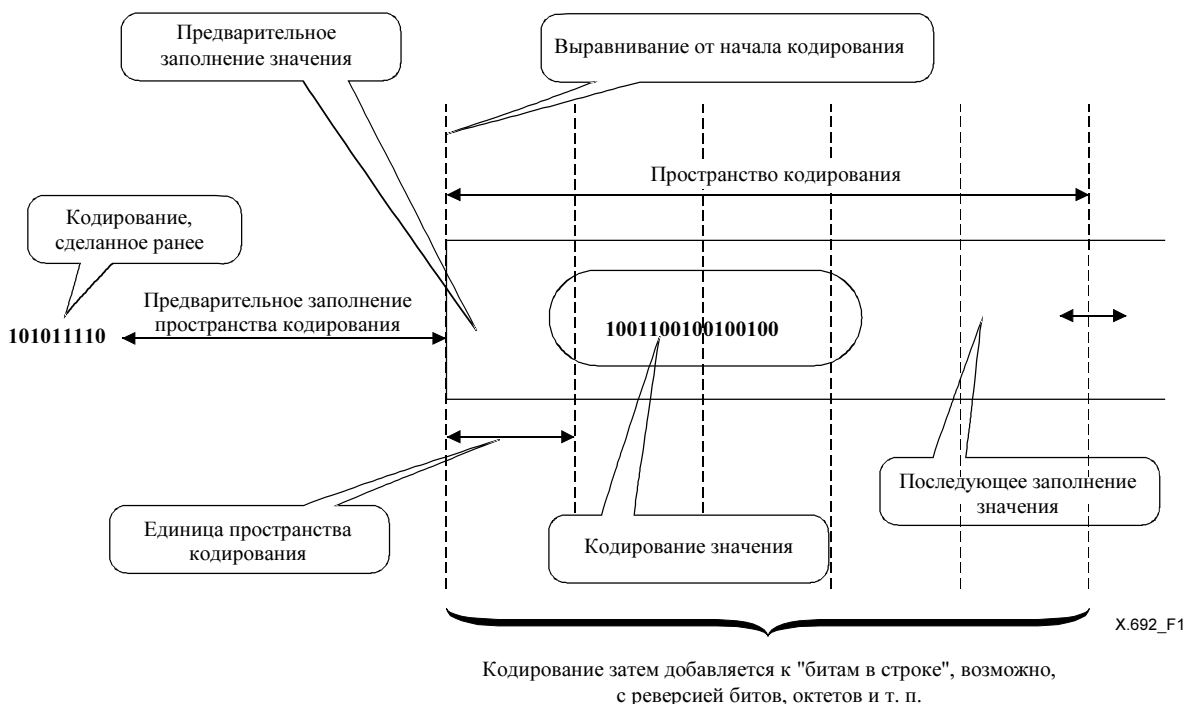 Предварительное
заполнение значения
Выравнивание от начала кодирования
Пространство кодирования
Кодирование,
сделанное ранее
Предварительное заполнение
пространства кодирования
101011110
1001100100100100
Единица пространства
кодирования
Кодирование значения
Последующее заполнение
значения
X.692_F1
Кодирование затем добавляется к "битам в строке", возможно,
с реверсией битов, октетов и т. п.